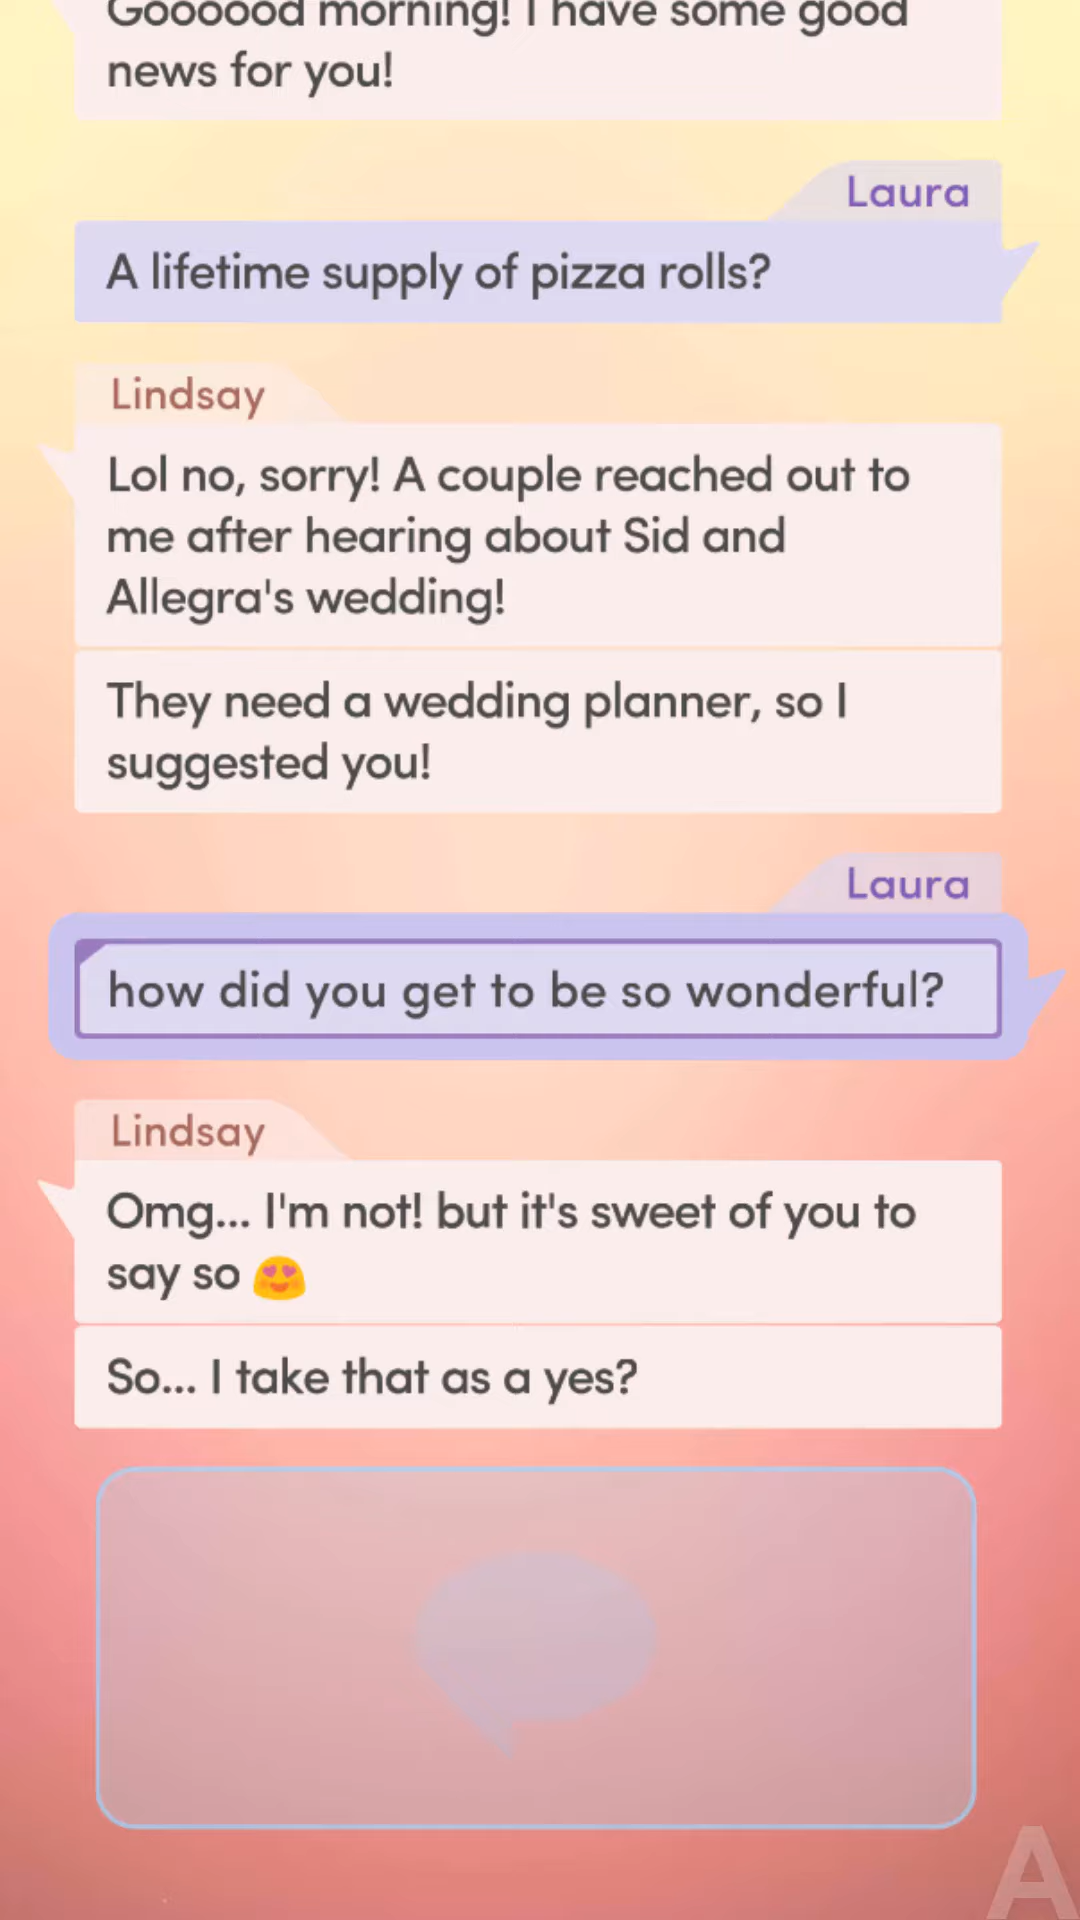 Goooood morning! I have some good
news for you!
Laura
A lifetime supply of pizza rolls?
Lindsay
Lol no, sorry! A couple reached out to
me after hearing about Sid and
Allegra's wedding!
They need a wedding planner, so I
suggested you!
Laura
how did you get to be so wonderful?
Lindsay
Omg... I'm not! but it's sweet of you to
say so 😍
So... I take that as a yes?
A